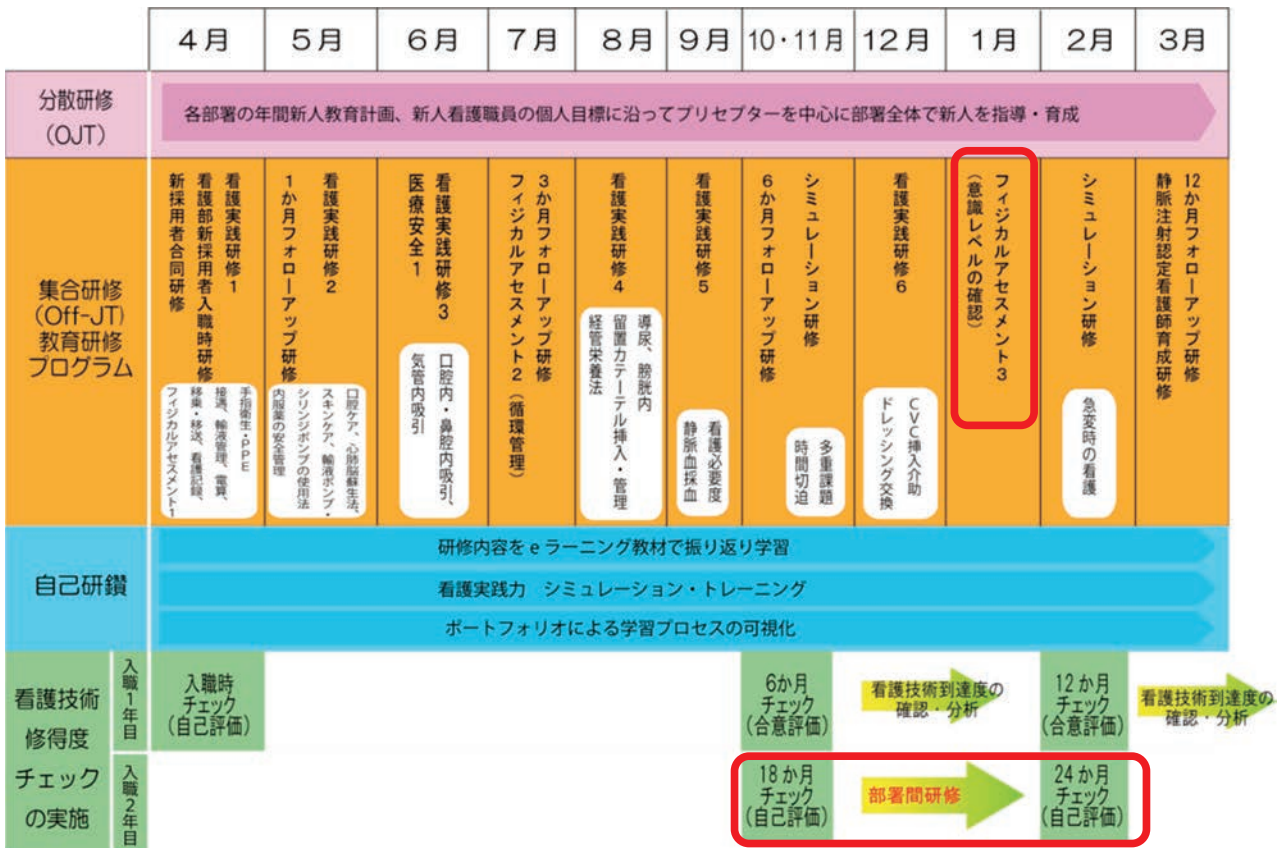 4月
5月
6月
7月
8月
9月
10・11月
12月
1月
2月
3月
分散研修
（OJT）
各部署の年間新人教育計画、新人看護職員の個人目標に沿ってプリセプターを中心に部署全体で新人を指導・育成
集合研修
（Off-JT）
教育研修
プログラム
看護実践研修1
看護部新採用者入職時研修
新採用者合同研修
手指衛生・PPE
接遇、輸液管理、電算、
移乗・移送、看護記録、
フィジカルアセスメント1
看護実践研修2
1か月フォローアップ研修
口腔ケア、心肺脳蘇生法、
スキンケア、輸液ポンプ・
シリンジポンプの使用法
内服薬の安全管理
看護実践研修3
医療安全1
口腔内・鼻腔内吸引、
気管内吸引
3か月フォローアップ研修
フィジカルアセスメント2（循環管理）
看護実践研修4
導尿、膀胱内
留置カテーテル挿入・管理
経管栄養法
看護実践研修5
看護必要度
静脈血採血
シミュレーション研修
6か月フォローアップ研修
多重課題
時間切迫
看護実践研修6
CVC挿入介助
ドレッシング交換
フィジカルアセスメント3
（意識レベルの確認）
シミュレーション研修
急変時の看護
12か月フォローアップ研修
静脈注射認定看護師育成研修
自己研鑽
研修内容をeラーニング教材で振り返り学習
看護実践力　シミュレーション・トレーニング
ポートフォリオによる学習プロセスの可視化
看護技術
修得度
チェック
の実施
入職1年目
入職時
チェック
（自己評価）
6か月
チェック
（合意評価）
看護技術到達度の
確認・分析
12か月
チェック
（合意評価）
看護技術到達度の
確認・分析
入職2年目
18か月
チェック
（自己評価）
部署間研修
24か月
チェック
（自己評価）